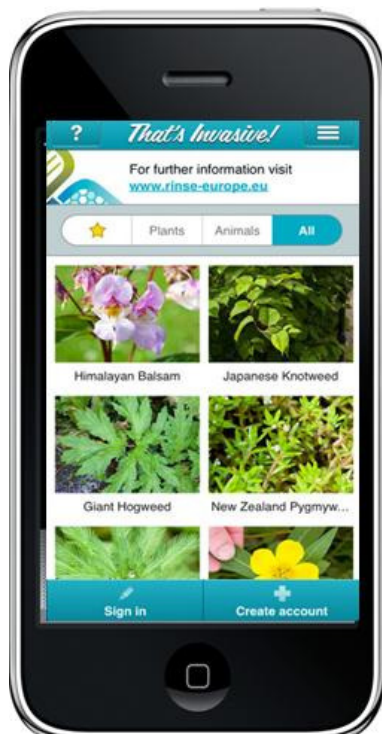 ?
That's Invasive!
For further information visit
www.rinse-europe.eu
Plants
Animals
All
Himalayan Balsam
Japanese Knotweed
Giant Hogweed
New Zealand Pygmyw...
Sign in
Create account